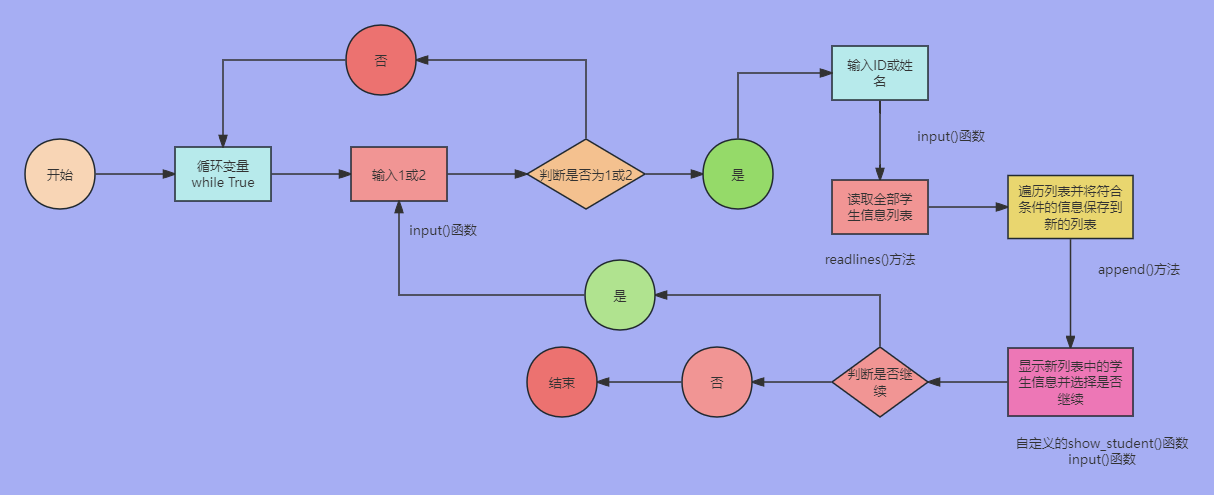 否
输入ID或姓
名
input()函数
开始
循环变量
while True
输入1或2
判断是否为1或2
是
读取全部学
生信息列表
遍历列表并将符合
条件的信息保存到
新的列表
input()函数
readlines()方法
append()方法
是
结束
否
判断是否继
续
显示新列表中的学
生信息并选择是否
继续
自定义的show_student()函数
input()函数